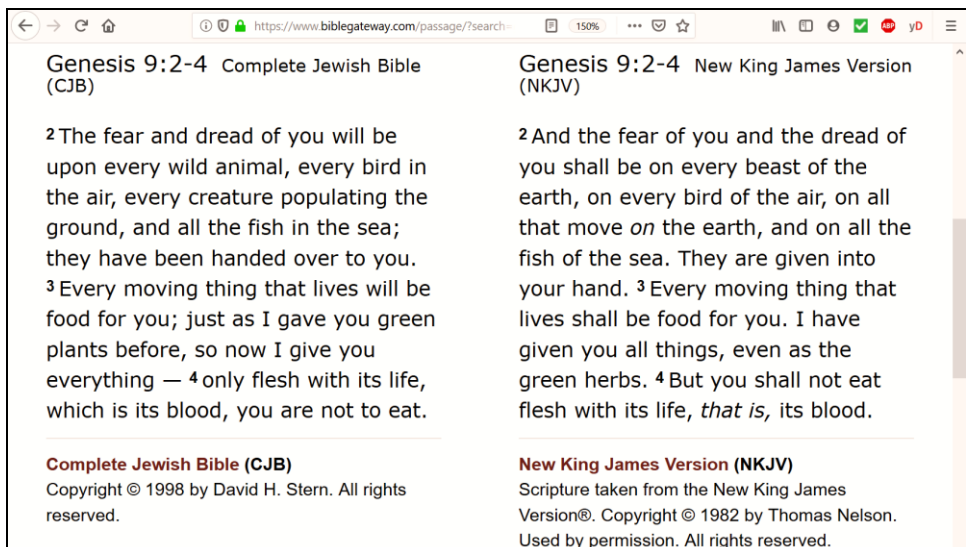 https://www.biblegateway.com/passage/?search=
150%
ABP
yD
Genesis 9:2-4 Complete Jewish Bible
(CJB)
2 The fear and dread of you will be
upon every wild animal, every bird in
the air, every creature populating the
ground, and all the fish in the sea;
they have been handed over to you.
3 Every moving thing that lives will be
food for you; just as I gave you green
plants before, so now I give you
everything — 4 only flesh with its life,
which is its blood, you are not to eat.
Complete Jewish Bible (CJB)
Copyright © 1998 by David H. Stern. All rights
reserved.
Genesis 9:2-4 New King James Version
(NKJV)
2 And the fear of you and the dread of
you shall be on every beast of the
earth, on every bird of the air, on all
that move on the earth, and on all the
fish of the sea. They are given into
your hand. 3 Every moving thing that
lives shall be food for you. I have
given you all things, even as the
green herbs. 4 But you shall not eat
flesh with its life, that is, its blood.
New King James Version (NKJV)
Scripture taken from the New King James
Version®. Copyright © 1982 by Thomas Nelson.
Used by permission. All rights reserved.